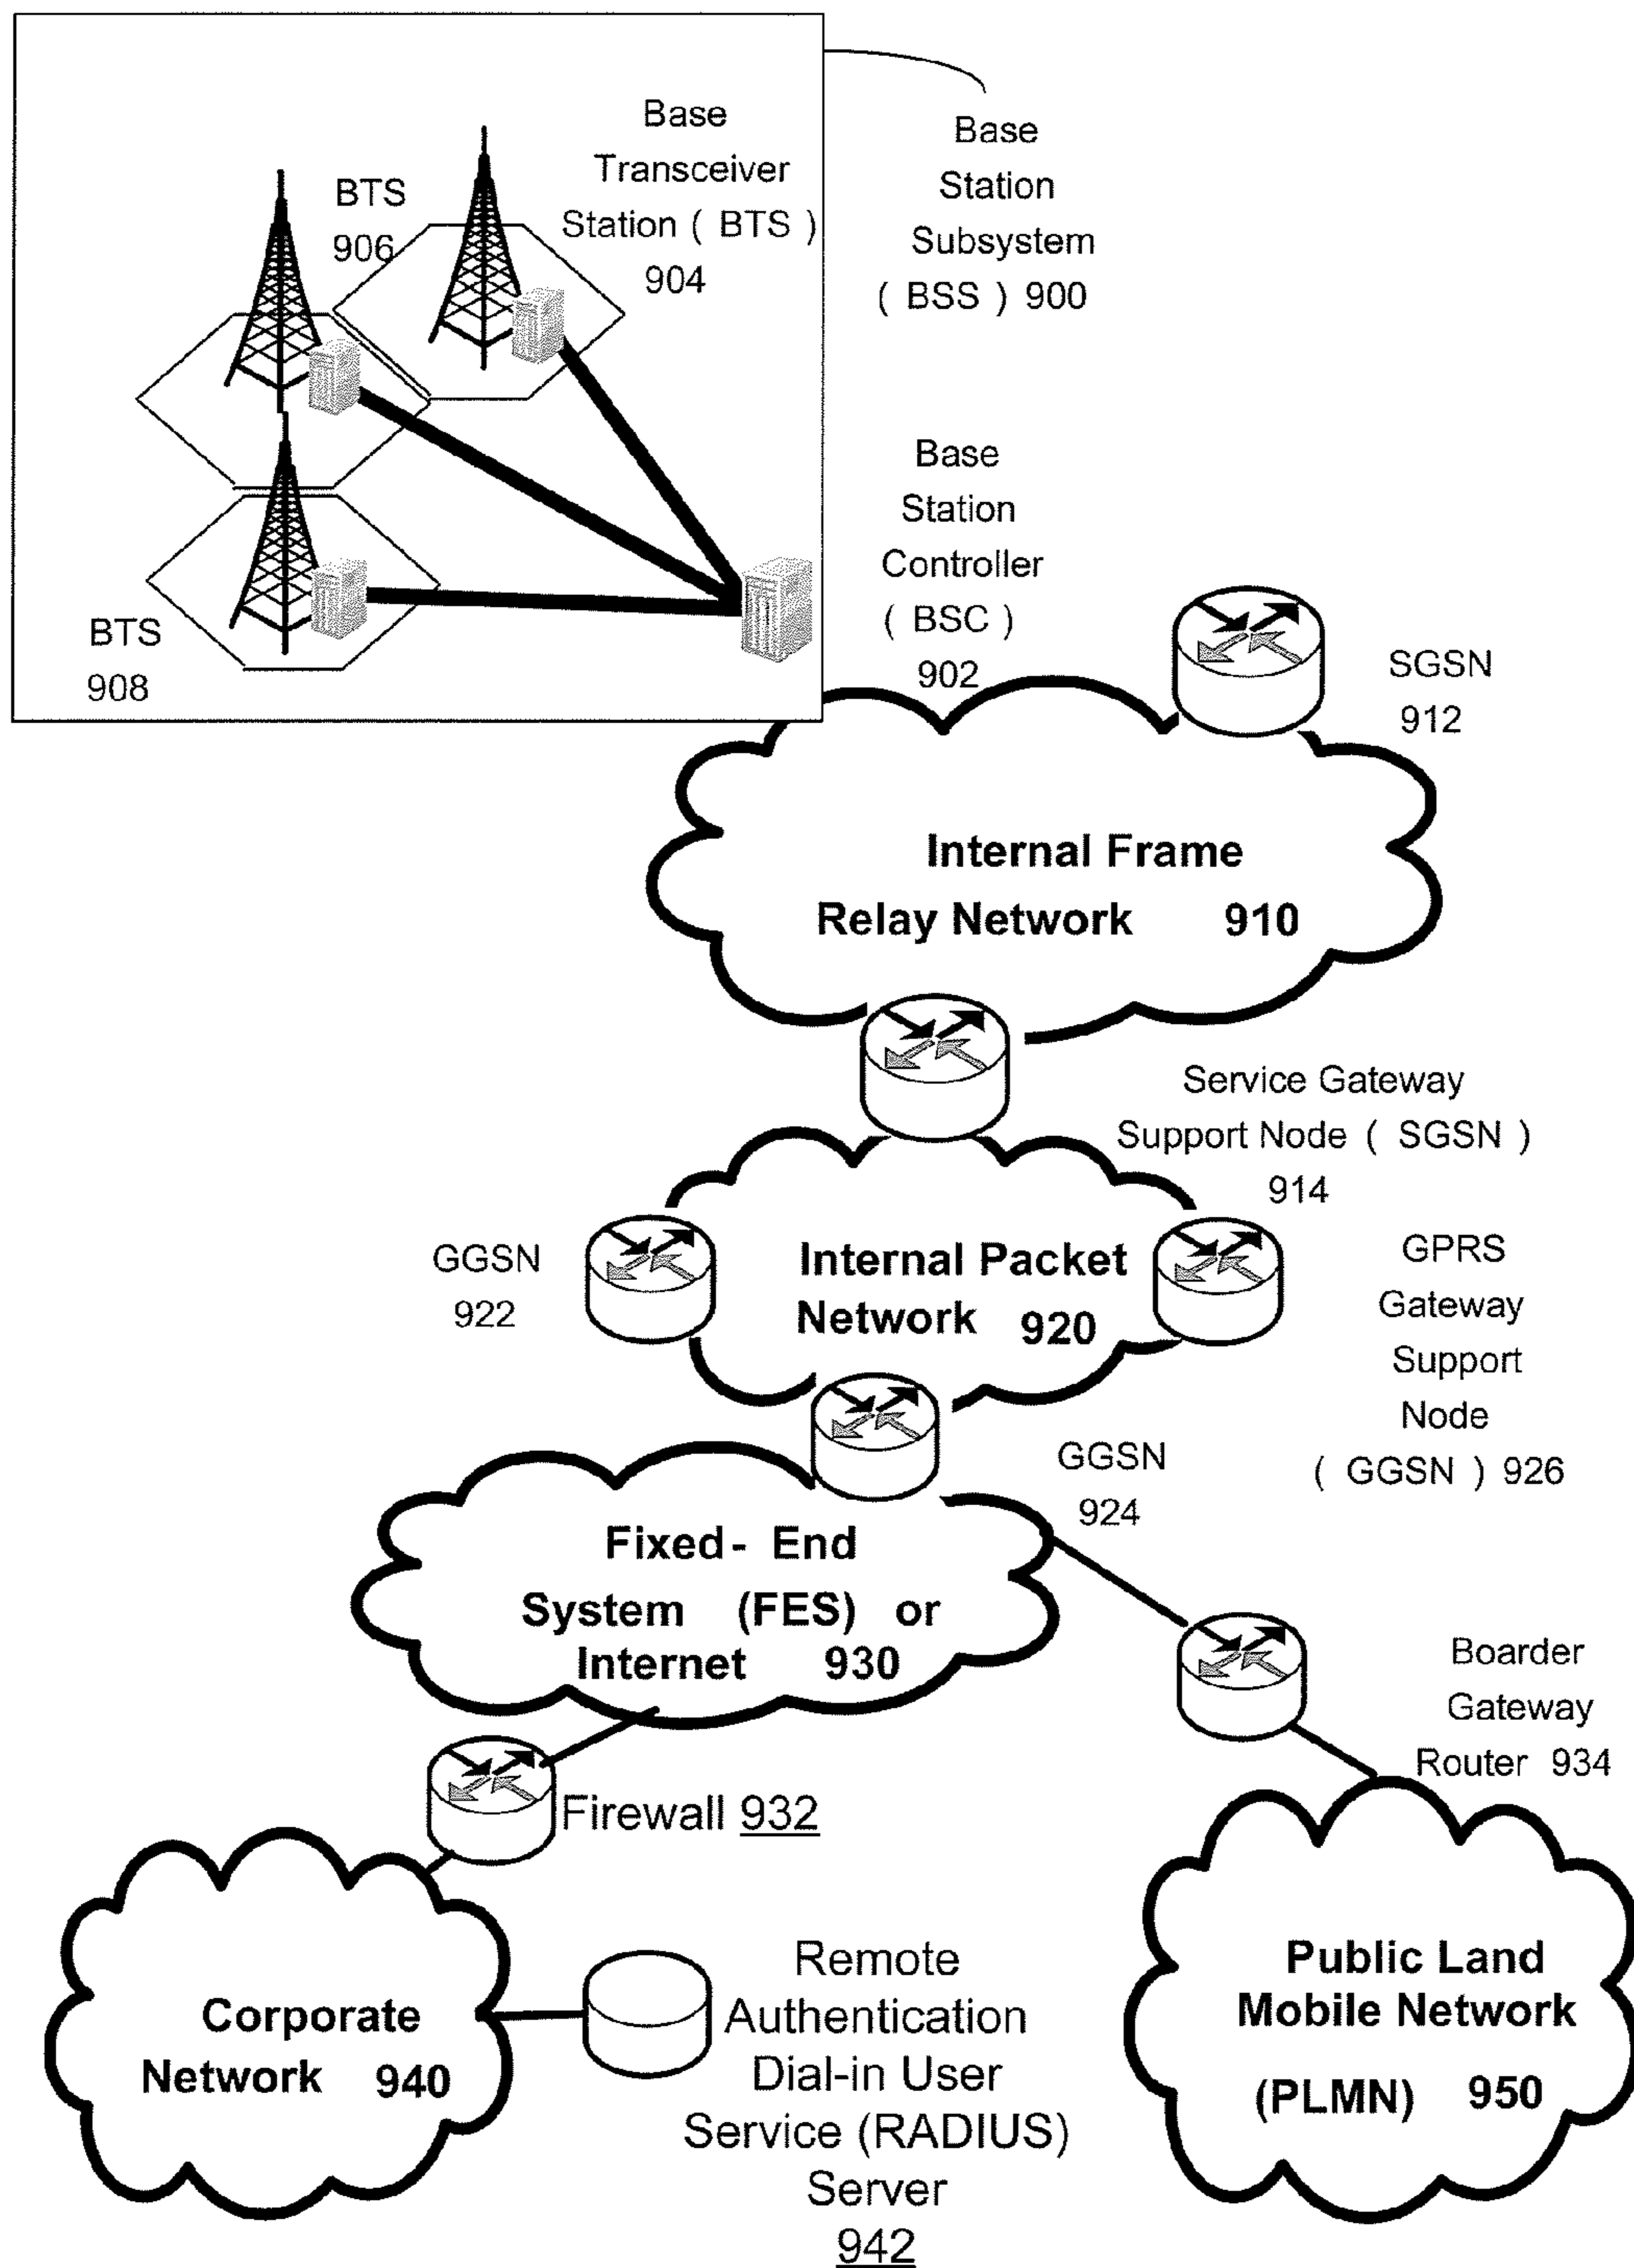 Base
Transceiver
Station ( BTS )
904
BTS
906
BTS
908
Base
Station
Subsystem
( BSS ) 900
Base
Station
Controller
( BSC )
902
SGSN
912
Internal Frame
Relay Network 910
Service Gateway
Support Node ( SGSN )
914
GGSN
922
Internal Packet
Network 920
GPRS
Gateway
Support
Node
( GGSN ) 926
GGSN
924
Fixed- End
System (FES) or
Internet 930
Boarder
Gateway
Router 934
Firewall 932
Corporate
Network 940
Remote
Authentication
Dial-in User
Service (RADIUS)
Server
942
Public Land
Mobile Network
(PLMN) 950